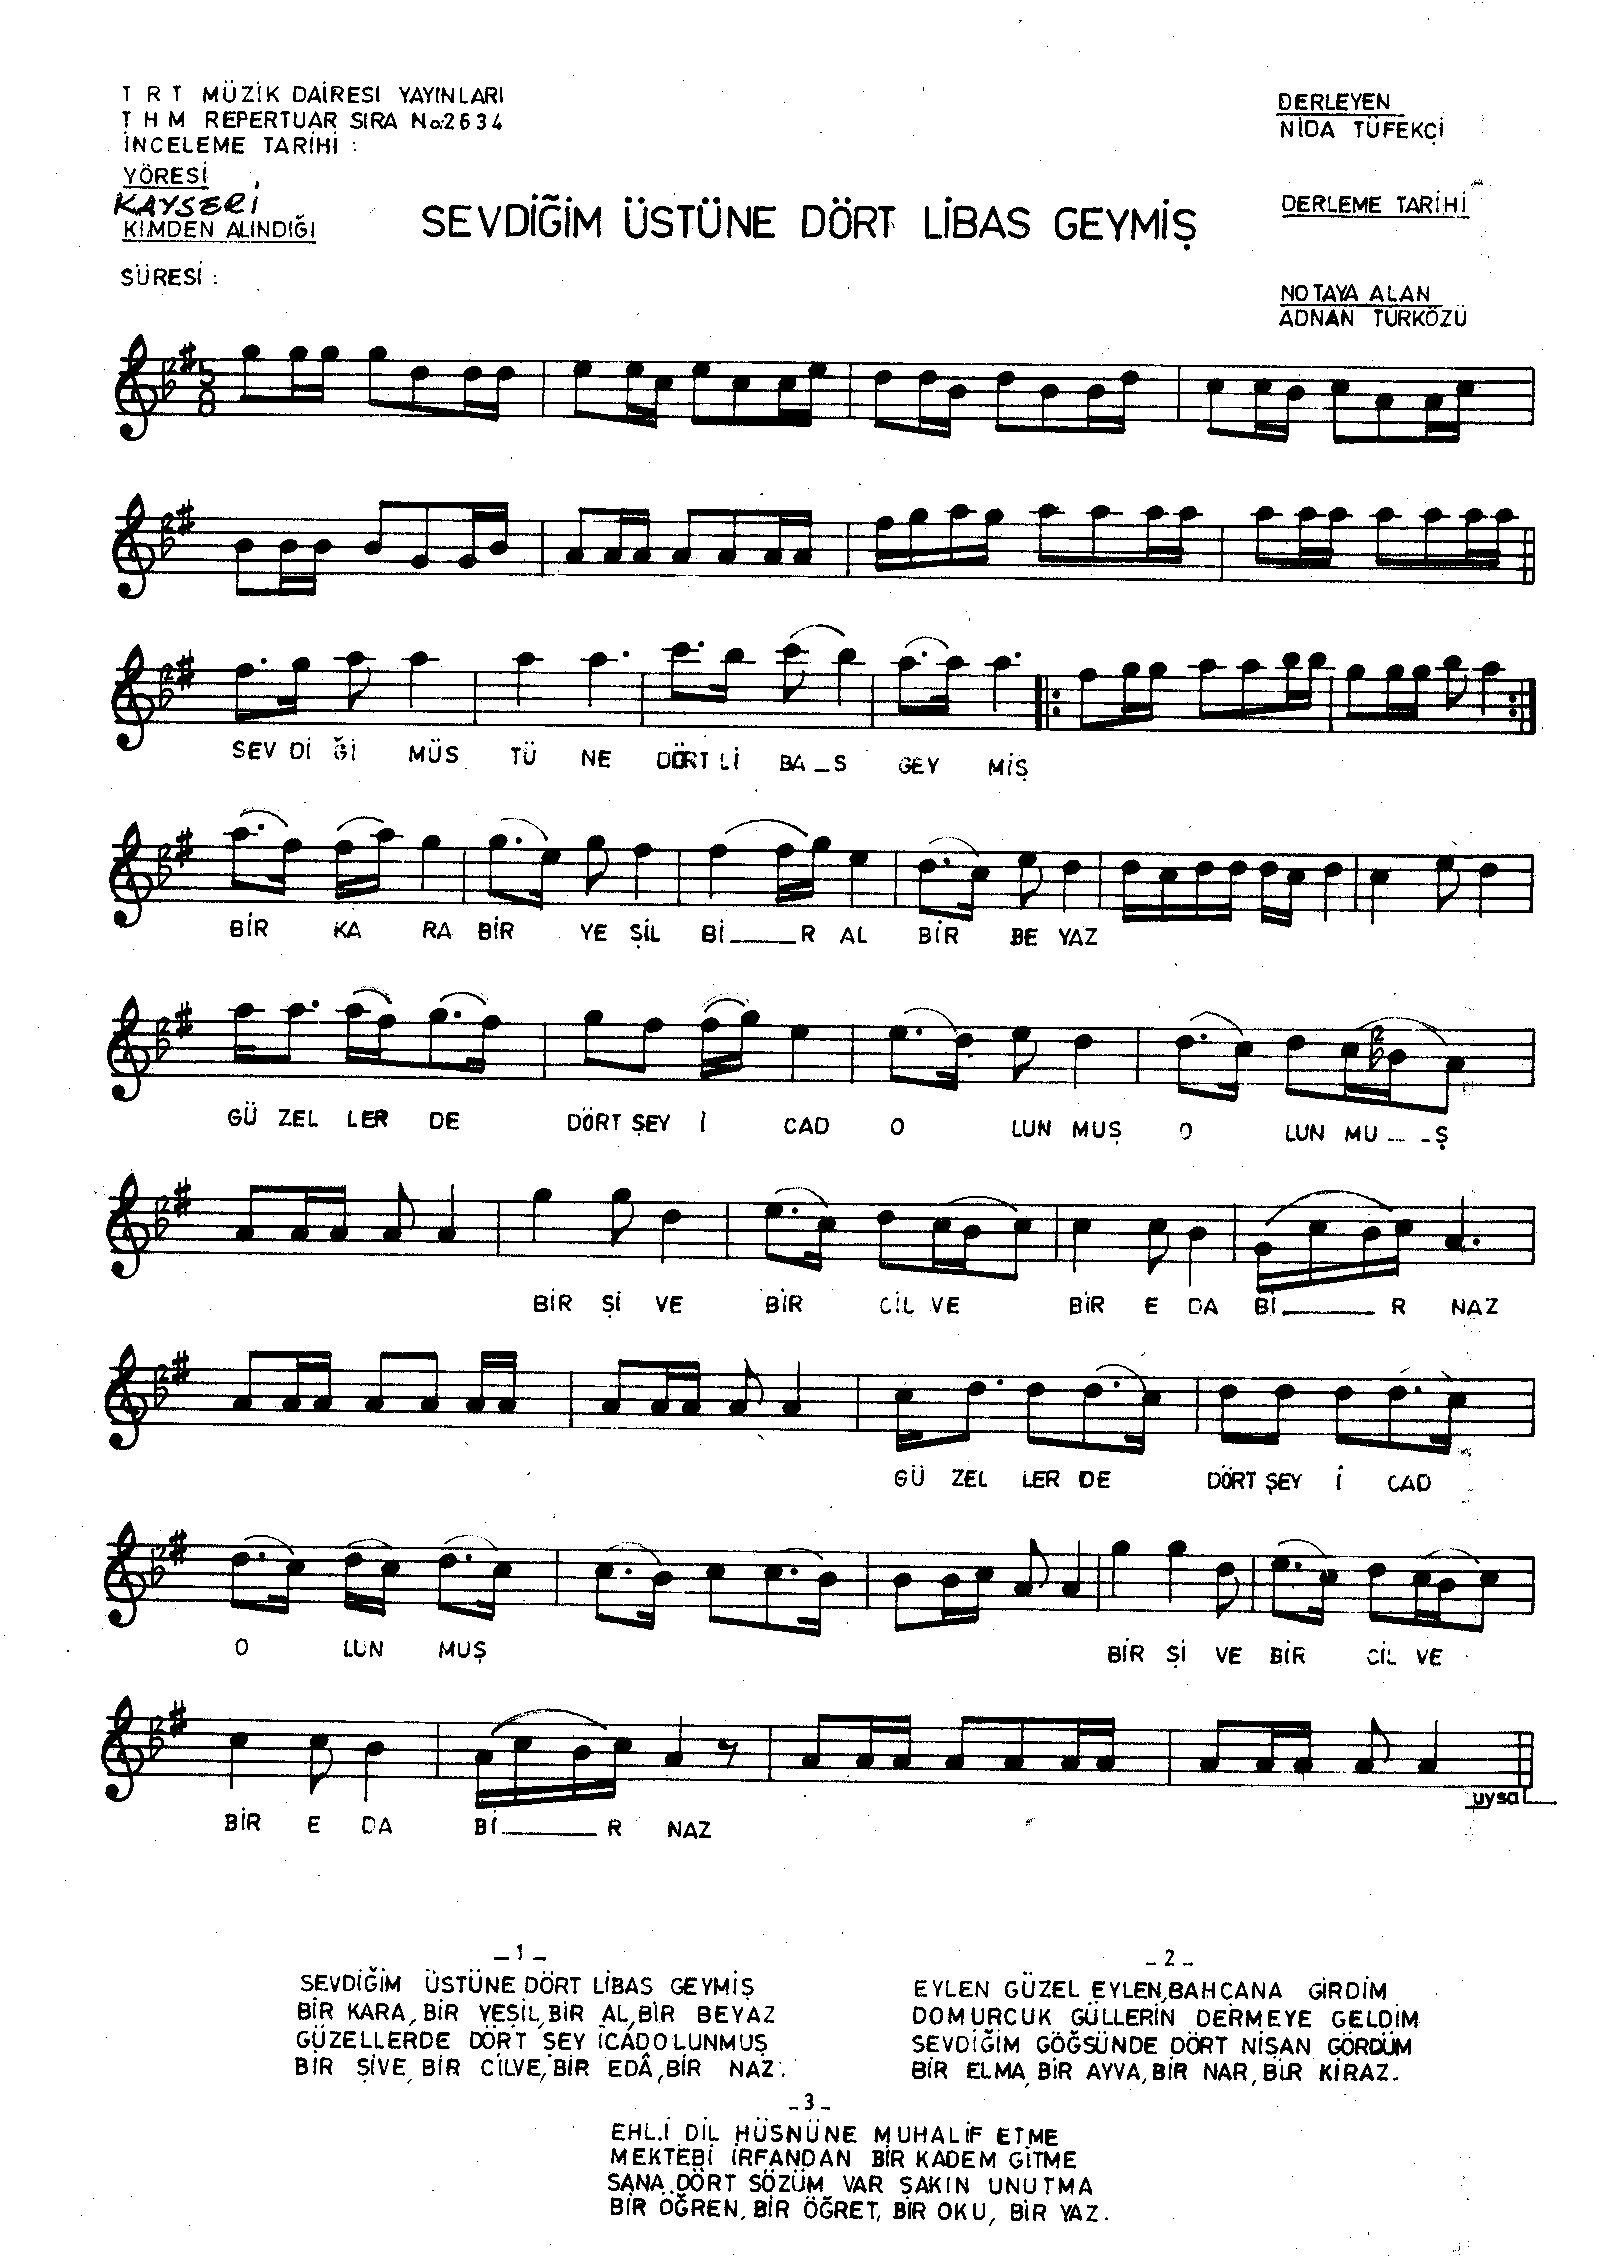 T R T MÜZİK DAİRESİ YAYINLARI
T H M REPERTUAR SIRA No:2634
İNCELEME TARİHİ :
YÖRESİ
KAYSERİ
KİMDEN ALINDIĞI
SÜRESİ :
DERLEYEN
NİDA TÜFEKÇİ
DERLEME TARİHİ
NOTAYA ALAN
ADNAN TÜRKÖZÜ
SEVDİĞİM ÜSTÜNE DÖRT LİBAS GEYMİŞ
5
8
SEV Dİ Ğİ MÜS TÜ NE DÖRT Lİ BA_S GEY MİŞ
BİR KA RA BİR YE ŞİL Bİ___R AL BİR BE YAZ
GÜ ZEL LER DE DÖRT ŞEY İ CAD O LUN MUŞ O LUN MU_ _Ş
2
BİR Şİ VE BİR CİL VE BİR E DA Bİ___R NAZ
GÜ ZEL LER DE DÖRT ŞEY İ CAD
O LUN MUŞ BİR Şİ VE BİR CİL VE
BİR E DA Bİ___R NAZ
uysal
_1_
SEVDİĞİM ÜSTÜNE DÖRT LİBAS GEYMİŞ
BİR KARA, BİR YEŞİL, BİR AL, BİR BEYAZ
GÜZELLERDE DÖRT ŞEY İCADOLUNMUŞ
BİR ŞİVE, BİR CİLVE, BİR EDÂ, BİR NAZ.
_2_
EYLEN GÜZEL EYLEN, BAHÇANA GİRDİM
DOMURCUK GÜLLERİN DERMEYE GELDİM
SEVDİĞİM GÖĞSÜNDE DÖRT NİŞAN GÖRDÜM
BİR ELMA, BİR AYVA, BİR NAR, BİR KİRAZ.
_3_
EHL.İ DİL HÜSNÜNE MUHALİF ETME
MEKTEBİ İRFANDAN BİR KADEM GİTME
SANA DÖRT SÖZÜM VAR SAKIN UNUTMA
BİR ÖĞREN, BİR ÖĞRET, BİR OKU, BİR YAZ.